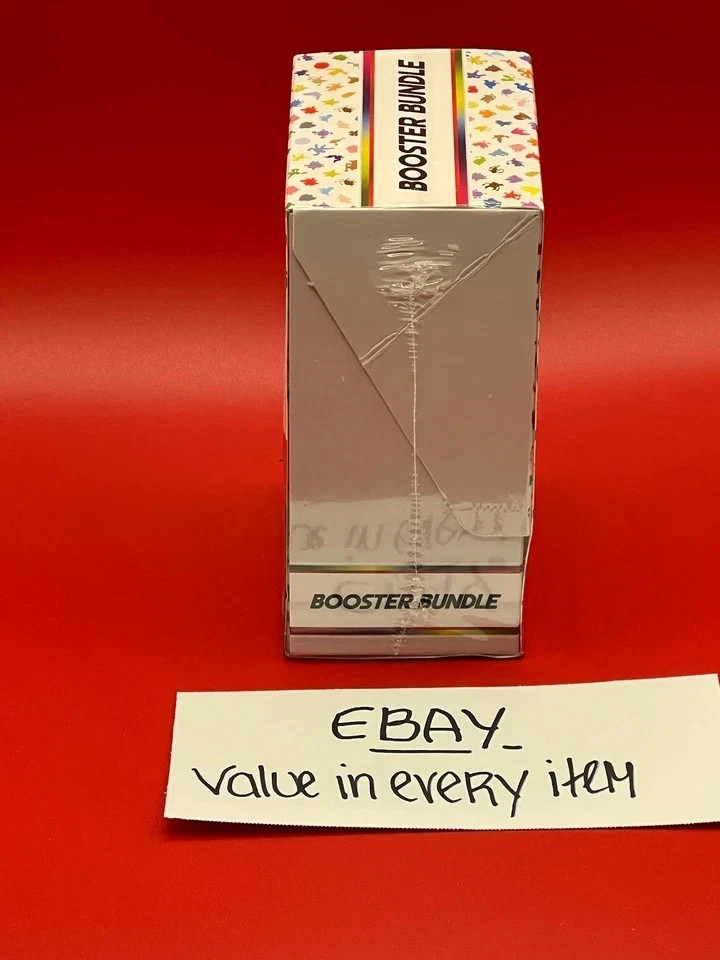 BOOSTER BUNDLE
BOOSTER BUNDLE
EBAY
value in every item